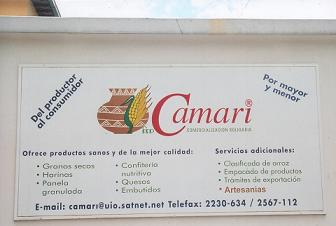 Del productor
al consumidor
Por mayor
y menor
Camari®
COMERCIALIZACION SOLIDARIA
Ofrece productos sanos y de la mejor calidad:
• Granos secos
• Harinas
• Panela
granulada
• Confitería
nutritiva
• Quesos
• Embutidos
Servicios adicionales:
• Clasificado de arroz
• Empacado de productos
• Trámites de exportación
• Artesanías
E-mail: camari@uio.satnet.net Telefax: 2230-634 / 2567-112